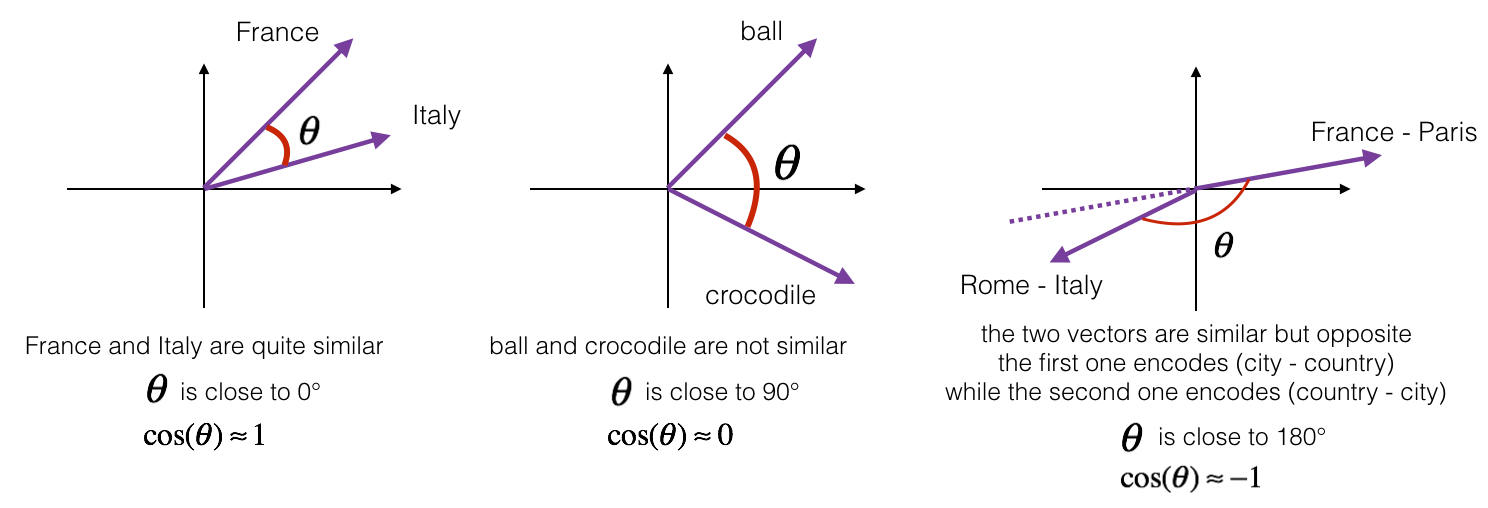 France
Italy
θ
France and Italy are quite similar
θ is close to 0°
cos(θ) ≈ 1
ball
θ
crocodile
ball and crocodile are not similar
θ is close to 90°
cos(θ) ≈ 0
France - Paris
θ
Rome - Italy
the two vectors are similar but opposite
the first one encodes (city - country)
while the second one encodes (country - city)
θ is close to 180°
cos(θ) ≈ −1